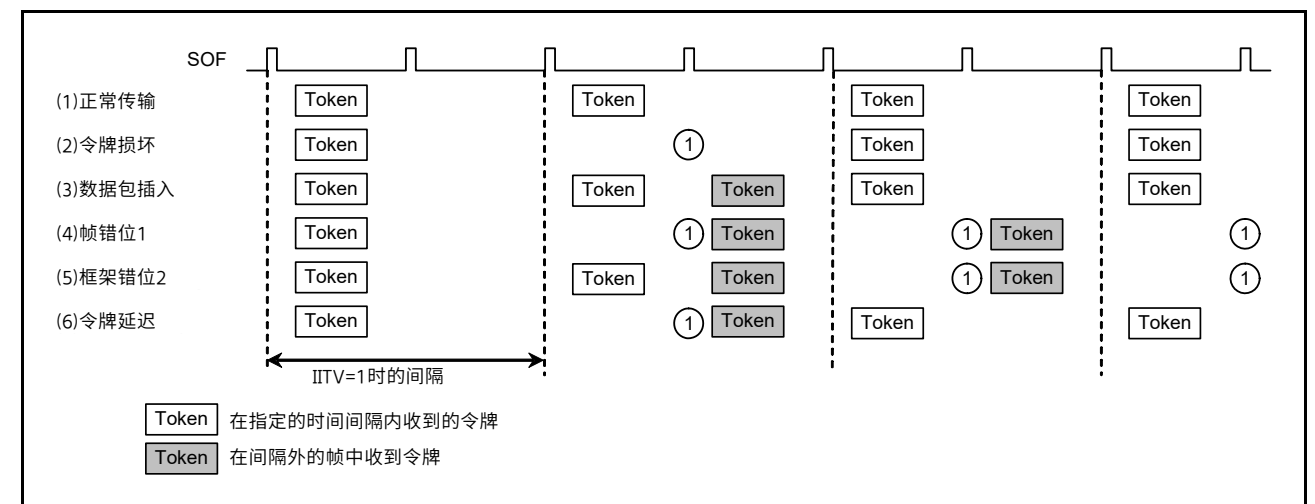 SOF
(1)正常传输 Token Token Token Token
(2)令牌损坏 Token ① Token Token
(3)数据包插入 Token Token Token Token Token
(4)帧错位1 Token ① Token ① Token ①
(5)框架错位2 Token Token Token ① Token ①
(6)令牌延迟 Token ① Token Token Token
IITV=1时的间隔
Token 在指定的时间间隔内收到的令牌
Token 在间隔外的帧中收到令牌